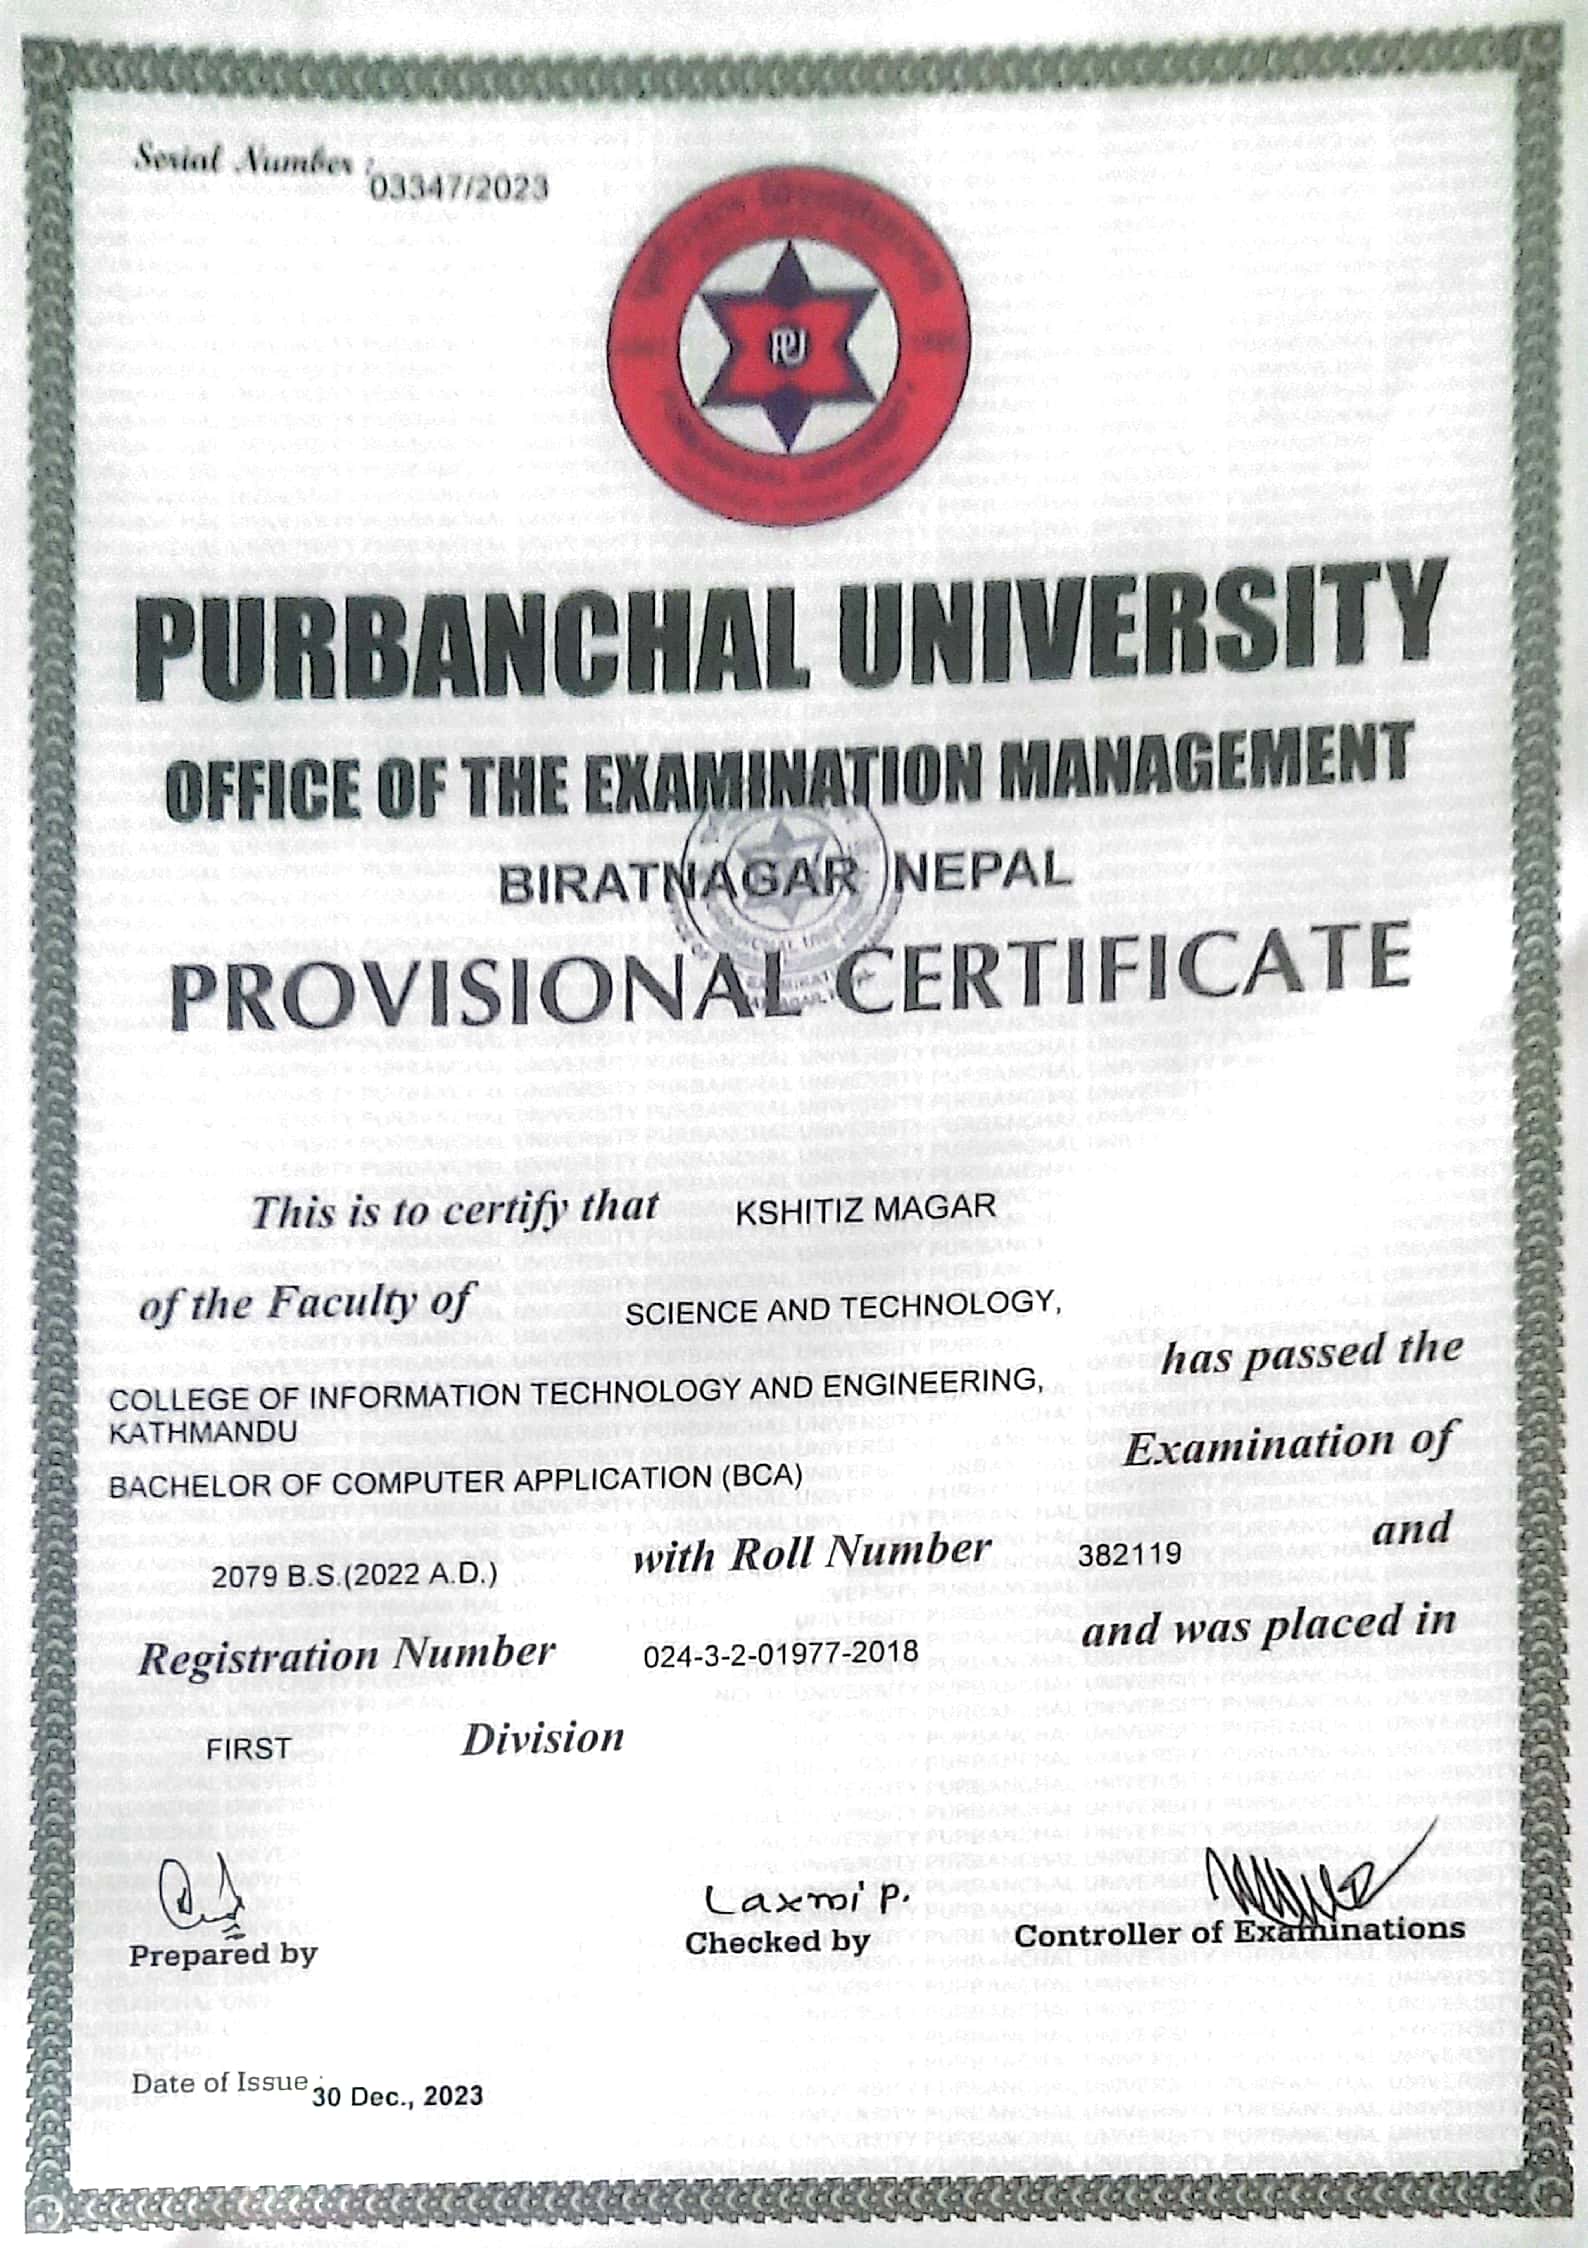 Serial Number :
03347/2023
PU
PURBANCHAL UNIVERSITY
OFFICE OF THE EXAMINATION MANAGEMENT
BIRATNAGAR NEPAL
PROVISIONAL CERTIFICATE
This is to certify that KSHITIZ MAGAR
of the Faculty of SCIENCE AND TECHNOLOGY,
has passed the
COLLEGE OF INFORMATION TECHNOLOGY AND ENGINEERING,
KATHMANDU
Examination of
BACHELOR OF COMPUTER APPLICATION (BCA)
and
2079 B.S.(2022 A.D.) with Roll Number 382119
Registration Number 024-3-2-01977-2018 and was placed in
FIRST Division
Laxmi P.
Prepared by Checked by Controller of Examinations
Date of Issue : 30 Dec., 2023